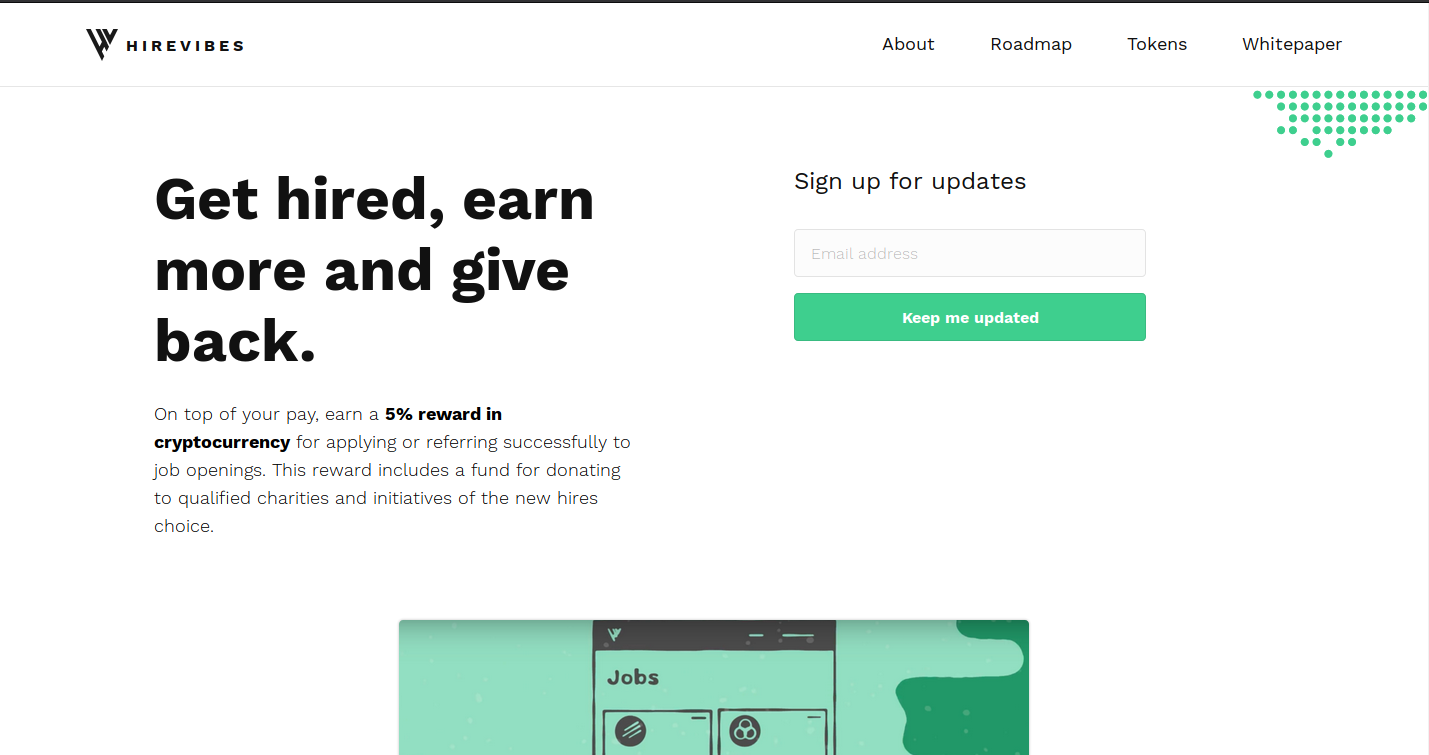 HIREVIBES
About
Roadmap
Tokens
Whitepaper
Get hired, earn
more and give
back.
On top of your pay, earn a 5% reward in
cryptocurrency for applying or referring successfully to
job openings. This reward includes a fund for donating
to qualified charities and initiatives of the new hires
choice.
Sign up for updates
Email address
Keep me updated
Jobs